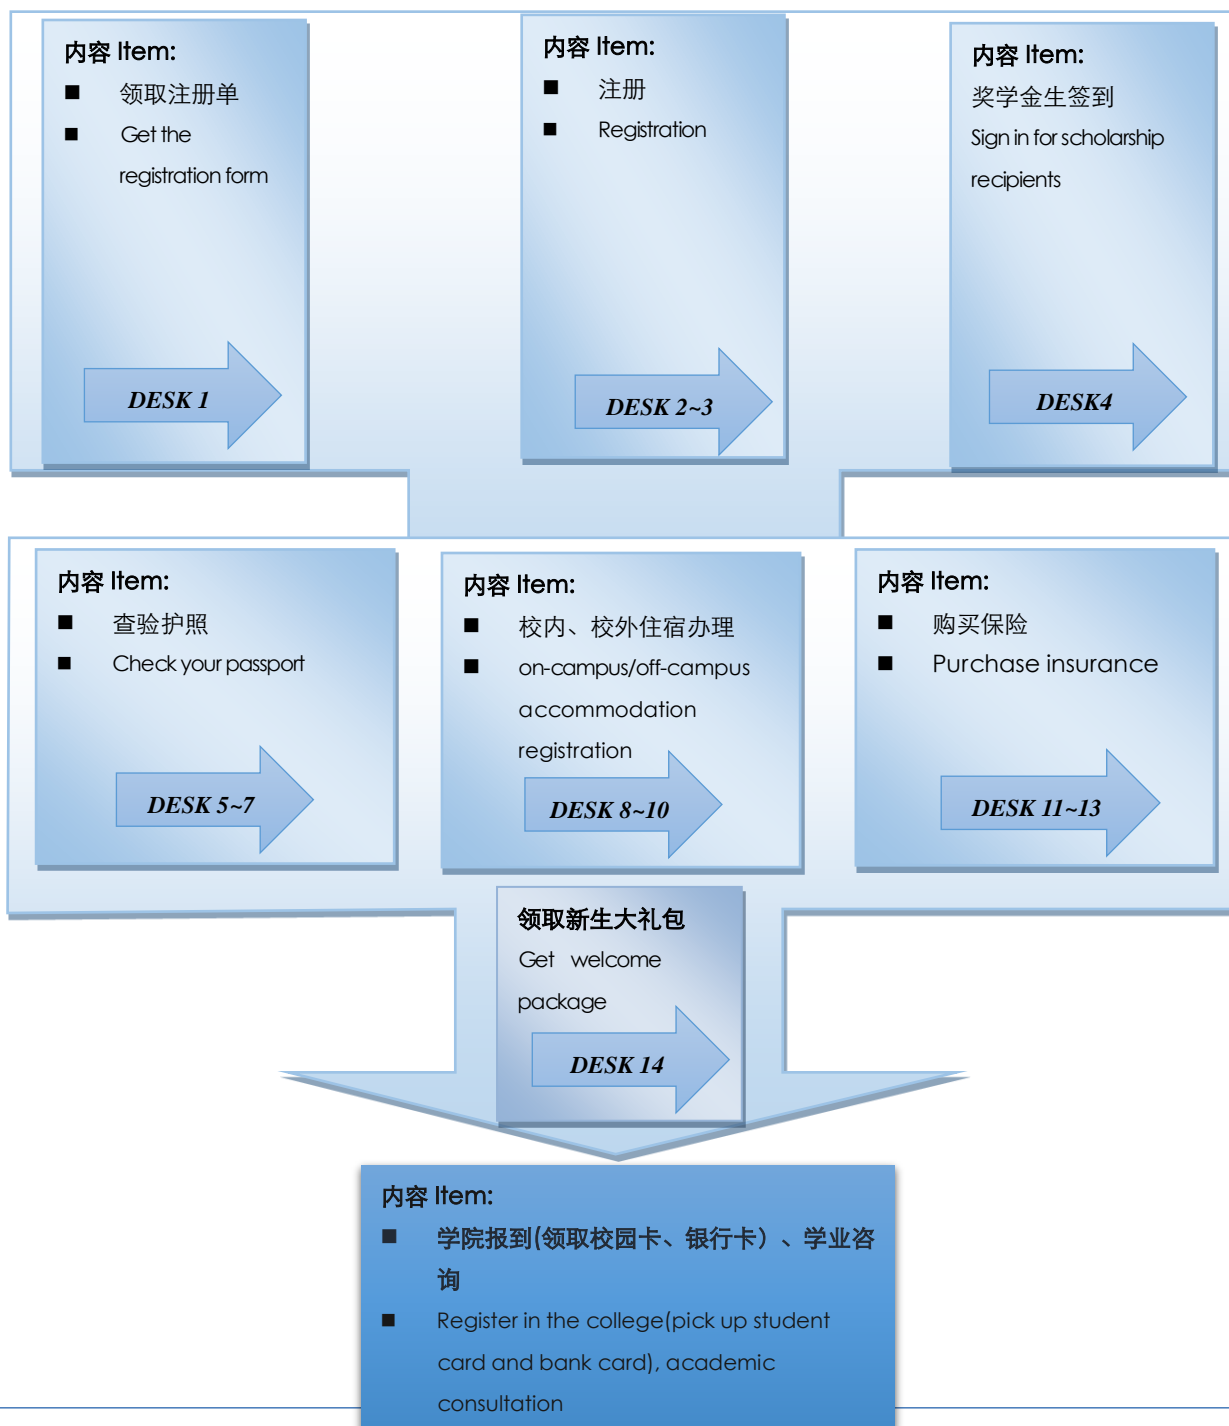 内容 Item:
■ 领取注册单
■ Get the
registration form
DESK 1
内容 Item:
■ 注册
■ Registration
DESK 2~3
内容 Item:
奖学金生签到
Sign in for scholarship
recipients
DESK4
内容 Item:
■ 查验护照
■ Check your passport
DESK 5~7
内容 Item:
■ 校内、校外住宿办理
■ on-campus/off-campus
accommodation
registration
DESK 8~10
内容 Item:
■ 购买保险
■ Purchase insurance
DESK 11~13
领取新生大礼包
Get welcome
package
DESK 14
内容 Item:
■ 学院报到(领取校园卡、银行卡）、学业咨
询
■ Register in the college(pick up student
card and bank card), academic
consultation